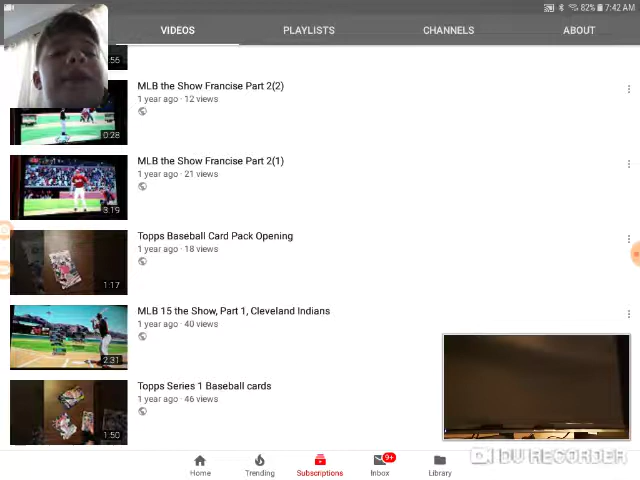 82% 7:42 AM
VIDEOS PLAYLISTS CHANNELS ABOUT
:56
MLB the Show Francise Part 2(2)
1 year ago · 12 views
0:28
MLB the Show Francise Part 2(1)
1 year ago · 21 views
3:19
Topps Baseball Card Pack Opening
1 year ago · 18 views
1:17
MLB 15 the Show, Part 1, Cleveland Indians
1 year ago · 40 views
2:31
Topps Series 1 Baseball cards
1 year ago · 46 views
1:50
9+
Home Trending Subscriptions Inbox Library
DU RECORDER